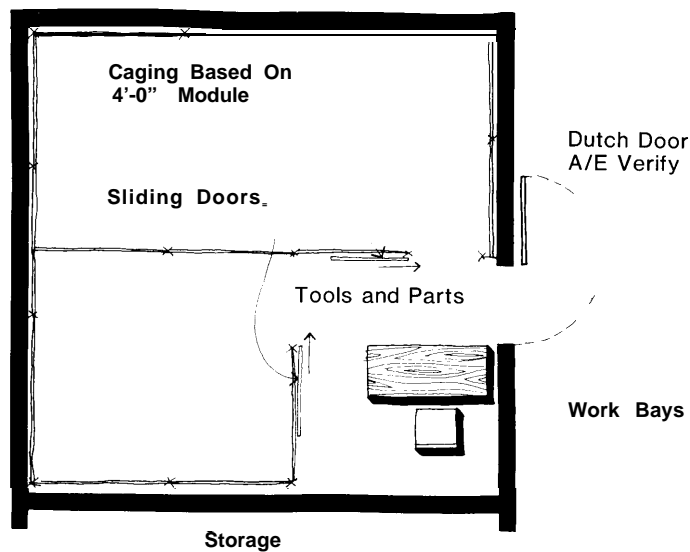 Caging Based On
4'-0" Module
Dutch Door
A/E Verify
Sliding Doors
Tools and Parts
Work Bays
Storage